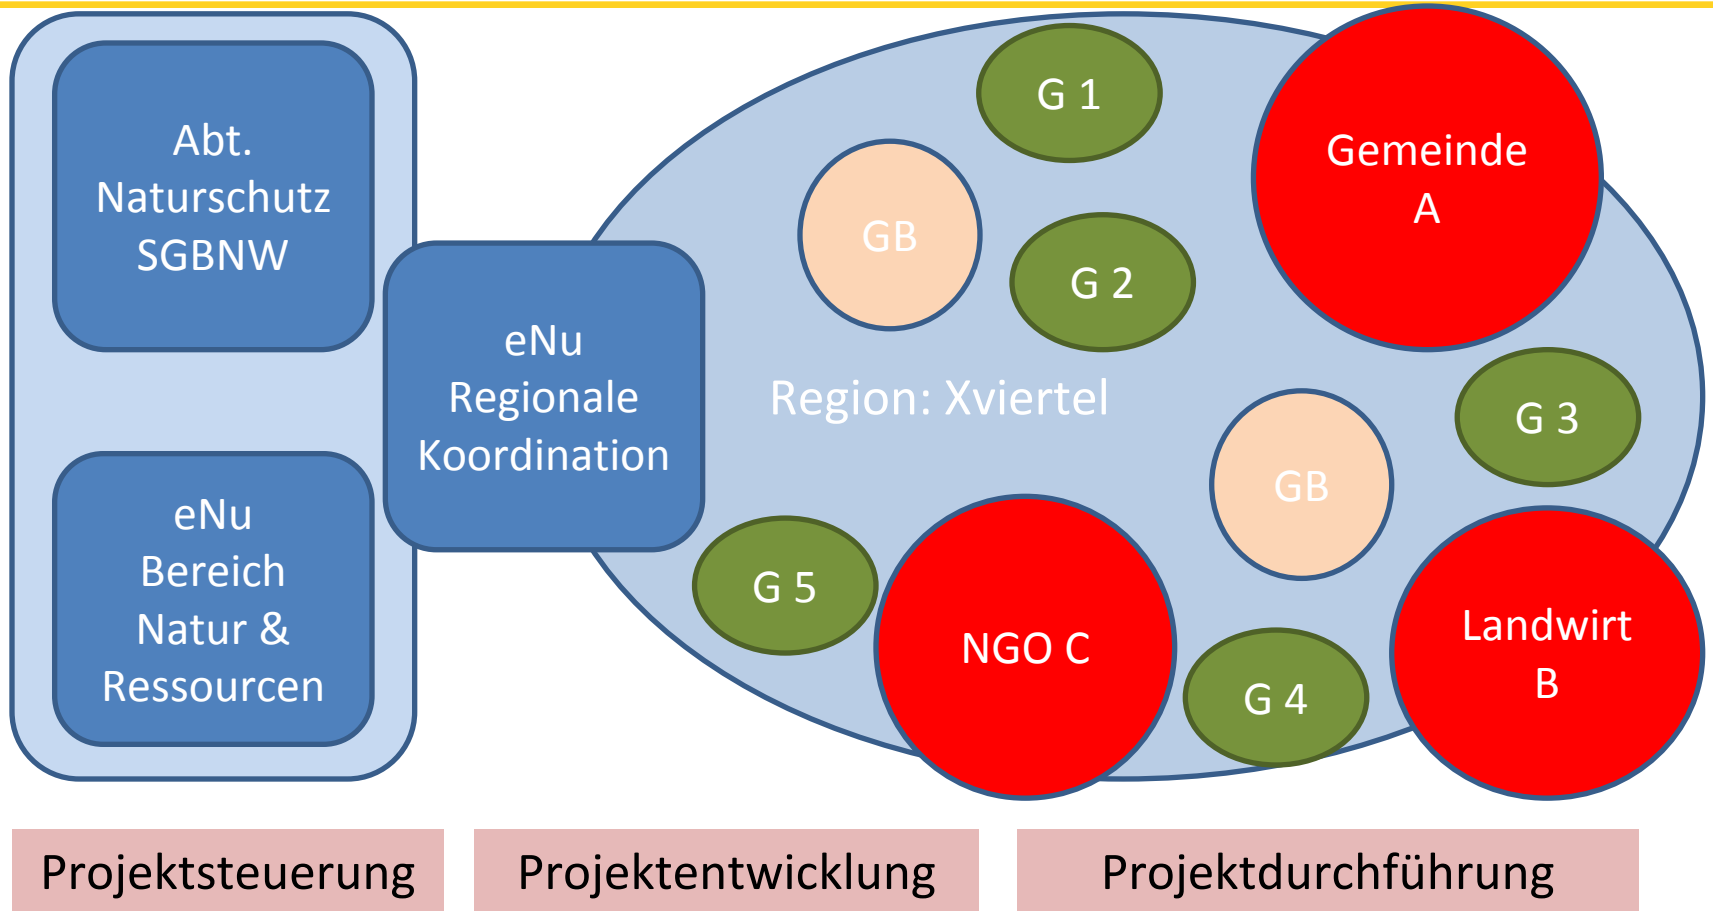 Abt.
Naturschutz
SGBNW
eNu
Bereich
Natur &
Ressourcen
eNu
Regionale
Koordination
Region: Xviertel
G 1
GB
G 2
Gemeinde
A
G 3
GB
G 5
NGO C
G 4
Landwirt
B
Projektsteuerung
Projektentwicklung
Projektdurchführung